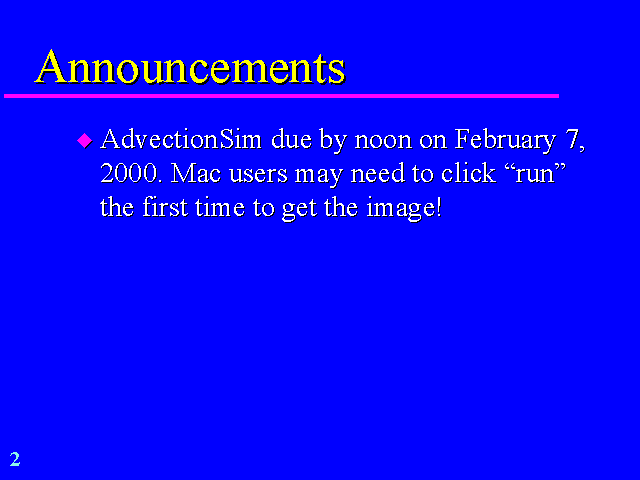 Announcements
◆ AdvectionSim due by noon on February 7,
2000. Mac users may need to click “run”
the first time to get the image!
2